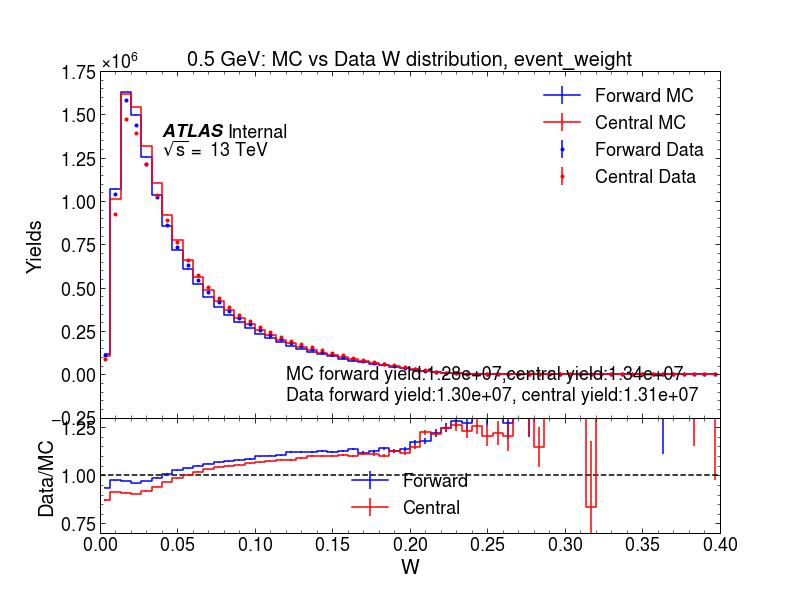 ×10⁶
0.5 GeV: MC vs Data W distribution, event_weight
1.75
1.50
1.25
1.00
0.75
0.50
0.25
0.00
−0.25
Yields
ATLAS Internal
√s = 13 TeV
Forward MC
Central MC
Forward Data
Central Data
MC forward yield:1.28e+07,central yield:1.34e+07
Data forward yield:1.30e+07, central yield:1.31e+07
1.25
1.00
0.75
Data/MC
Forward
Central
0.00 0.05 0.10 0.15 0.20 0.25 0.30 0.35 0.40
W